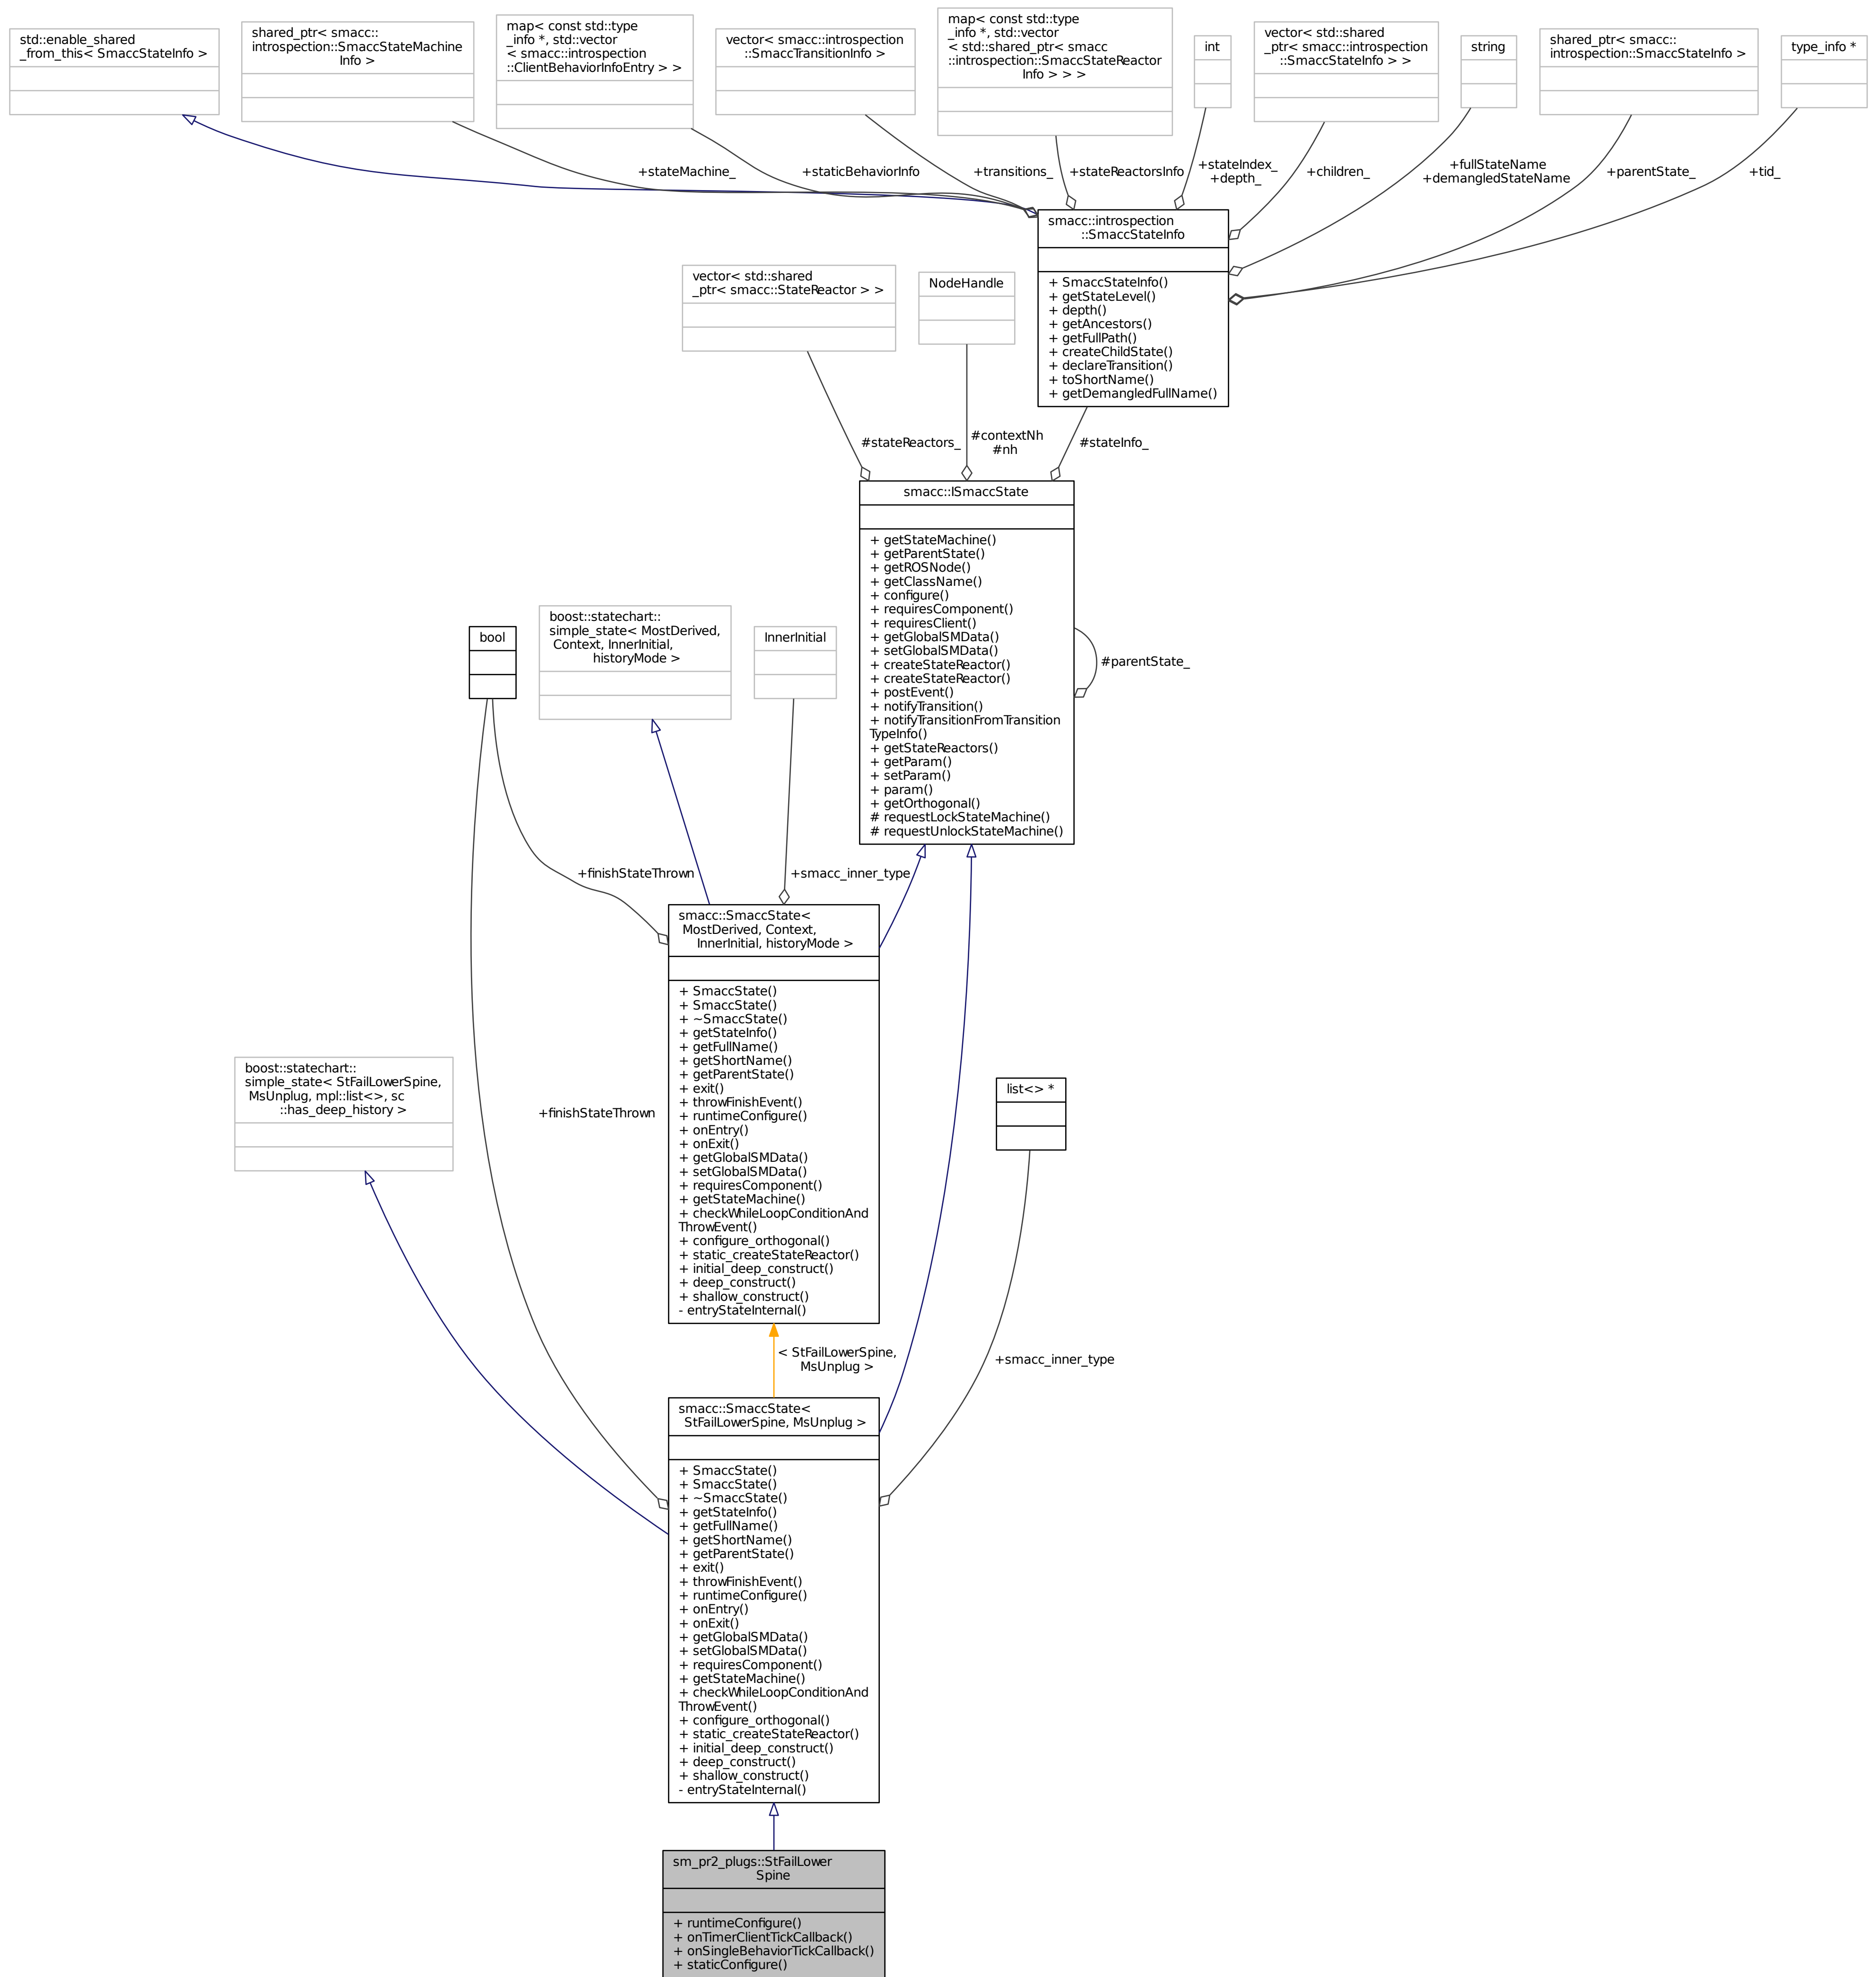 std::enable_shared
_from_this< SmaccStateInfo >
shared_ptr< smacc::
introspection::SmaccStateMachine
Info >
map< const std::type
_info *, std::vector
< smacc::introspection
::ClientBehaviorInfoEntry > >
vector< smacc::introspection
::SmaccTransitionInfo >
map< const std::type
_info *, std::vector
< std::shared_ptr< smacc
::introspection::SmaccStateReactor
Info > > >
int
vector< std::shared
_ptr< smacc::introspection
::SmaccStateInfo > >
string
shared_ptr< smacc::
introspection::SmaccStateInfo >
type_info *
+stateMachine_
+staticBehaviorInfo
+transitions_
+stateReactorsInfo
+stateIndex_
+depth_
+children_
+fullStateName
+demangledStateName
+parentState_
+tid_
smacc::introspection
::SmaccStateInfo
+ SmaccStateInfo()
+ getStateLevel()
+ depth()
+ getAncestors()
+ getFullPath()
+ createChildState()
+ declareTransition()
+ toShortName()
+ getDemangledFullName()
vector< std::shared
_ptr< smacc::StateReactor > >
NodeHandle
#stateReactors_
#contextNh
#nh
#stateInfo_
smacc::ISmaccState
+ getStateMachine()
+ getParentState()
+ getROSNode()
+ getClassName()
+ configure()
+ requiresComponent()
+ requiresClient()
+ getGlobalSMData()
+ setGlobalSMData()
+ createStateReactor()
+ createStateReactor()
+ postEvent()
+ notifyTransition()
+ notifyTransitionFromTransition
TypeInfo()
+ getStateReactors()
+ getParam()
+ setParam()
+ param()
+ getOrthogonal()
# requestLockStateMachine()
# requestUnlockStateMachine()
#parentState_
bool
boost::statechart::
simple_state< MostDerived,
Context, InnerInitial,
historyMode >
InnerInitial
+finishStateThrown
+smacc_inner_type
smacc::SmaccState<
MostDerived, Context,
InnerInitial, historyMode >
+ SmaccState()
+ SmaccState()
+ ~SmaccState()
+ getStateInfo()
+ getFullName()
+ getShortName()
+ getParentState()
+ exit()
+ throwFinishEvent()
+ runtimeConfigure()
+ onEntry()
+ onExit()
+ getGlobalSMData()
+ setGlobalSMData()
+ requiresComponent()
+ getStateMachine()
+ checkWhileLoopConditionAnd
ThrowEvent()
+ configure_orthogonal()
+ static_createStateReactor()
+ initial_deep_construct()
+ deep_construct()
+ shallow_construct()
- entryStateInternal()
boost::statechart::
simple_state< StFailLowerSpine,
MsUnplug, mpl::list<>, sc
::has_deep_history >
+finishStateThrown
list<> *
< StFailLowerSpine,
MsUnplug >
+smacc_inner_type
smacc::SmaccState<
StFailLowerSpine, MsUnplug >
+ SmaccState()
+ SmaccState()
+ ~SmaccState()
+ getStateInfo()
+ getFullName()
+ getShortName()
+ getParentState()
+ exit()
+ throwFinishEvent()
+ runtimeConfigure()
+ onEntry()
+ onExit()
+ getGlobalSMData()
+ setGlobalSMData()
+ requiresComponent()
+ getStateMachine()
+ checkWhileLoopConditionAnd
ThrowEvent()
+ configure_orthogonal()
+ static_createStateReactor()
+ initial_deep_construct()
+ deep_construct()
+ shallow_construct()
- entryStateInternal()
sm_pr2_plugs::StFailLower
Spine
+ runtimeConfigure()
+ onTimerClientTickCallback()
+ onSingleBehaviorTickCallback()
+ staticConfigure()